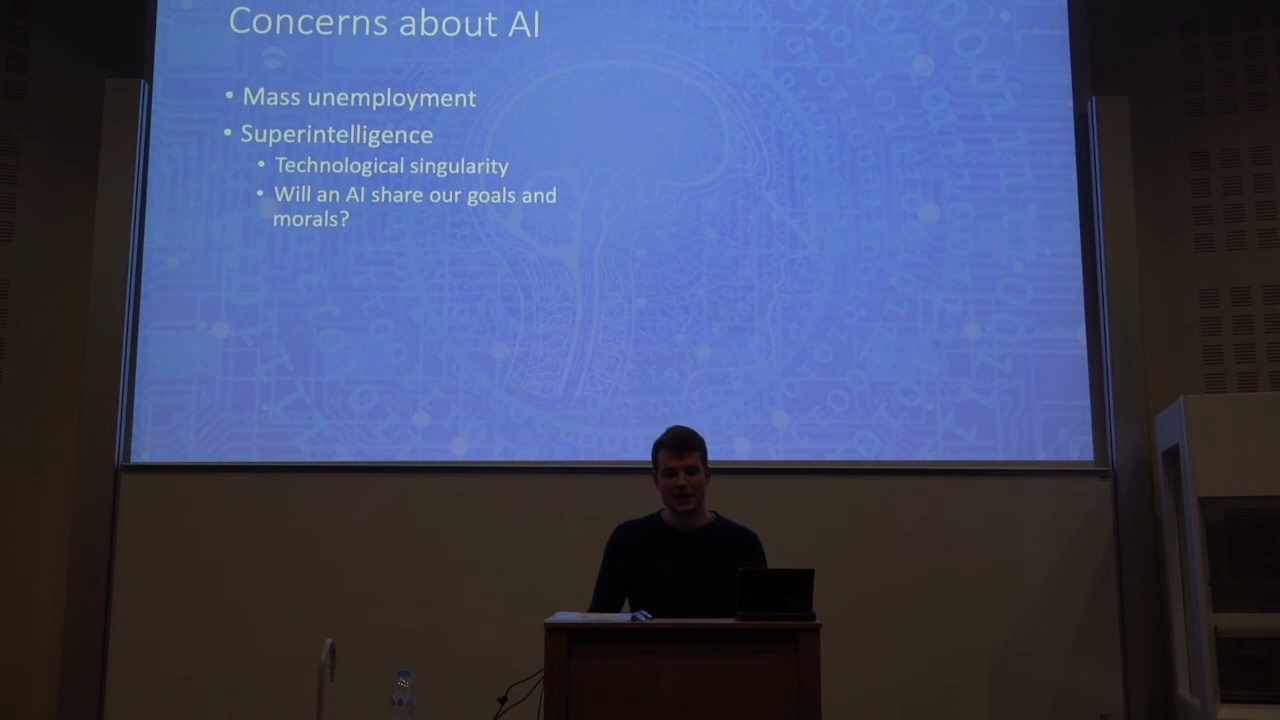 Concerns about AI
• Mass unemployment
• Superintelligence
• Technological singularity
• Will an AI share our goals and
morals?